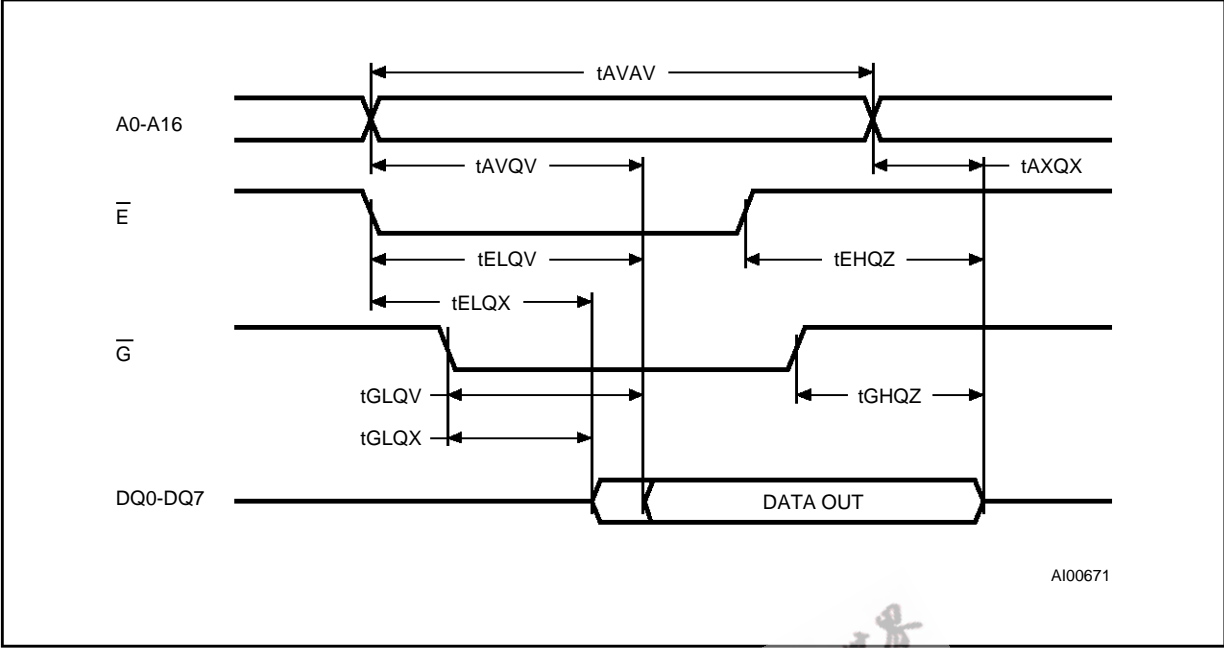 tAVAV
A0-A16
tAVQV
tAXQX
E
tELQV
tEHQZ
tELQX
G
tGLQV
tGHQZ
tGLQX
DQ0-DQ7
DATA OUT
AI00671